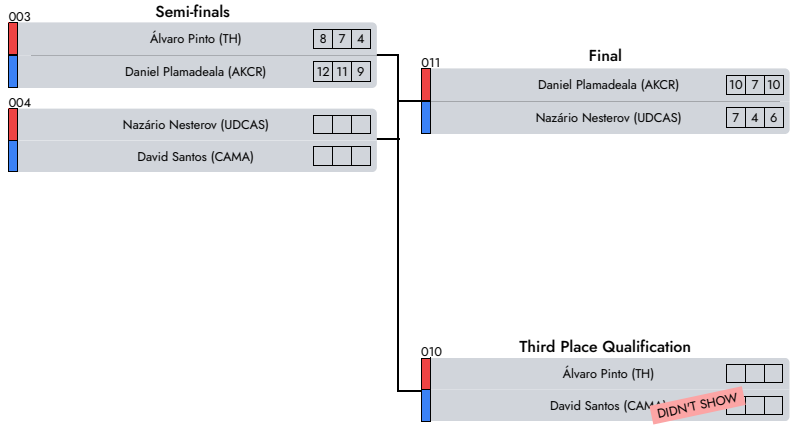 Semi-finals
003
Álvaro Pinto (TH) 8 7 4
Daniel Plamadeala (AKCR) 12 11 9
004
Nazário Nesterov (UDCAS)
David Santos (CAMA)
Final
011
Daniel Plamadeala (AKCR) 10 7 10
Nazário Nesterov (UDCAS) 7 4 6
Third Place Qualification
010
Álvaro Pinto (TH)
David Santos
DIDN'T SHOW